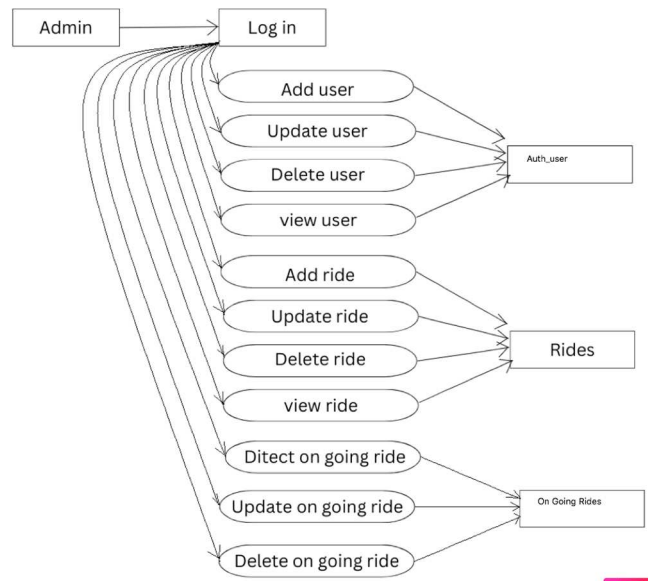 Admin
Log in
Add user
Update user
Auth_user
Delete user
view user
Add ride
Update ride
Rides
Delete ride
view ride
Ditect on going ride
Update on going ride
On Going Rides
Delete on going ride